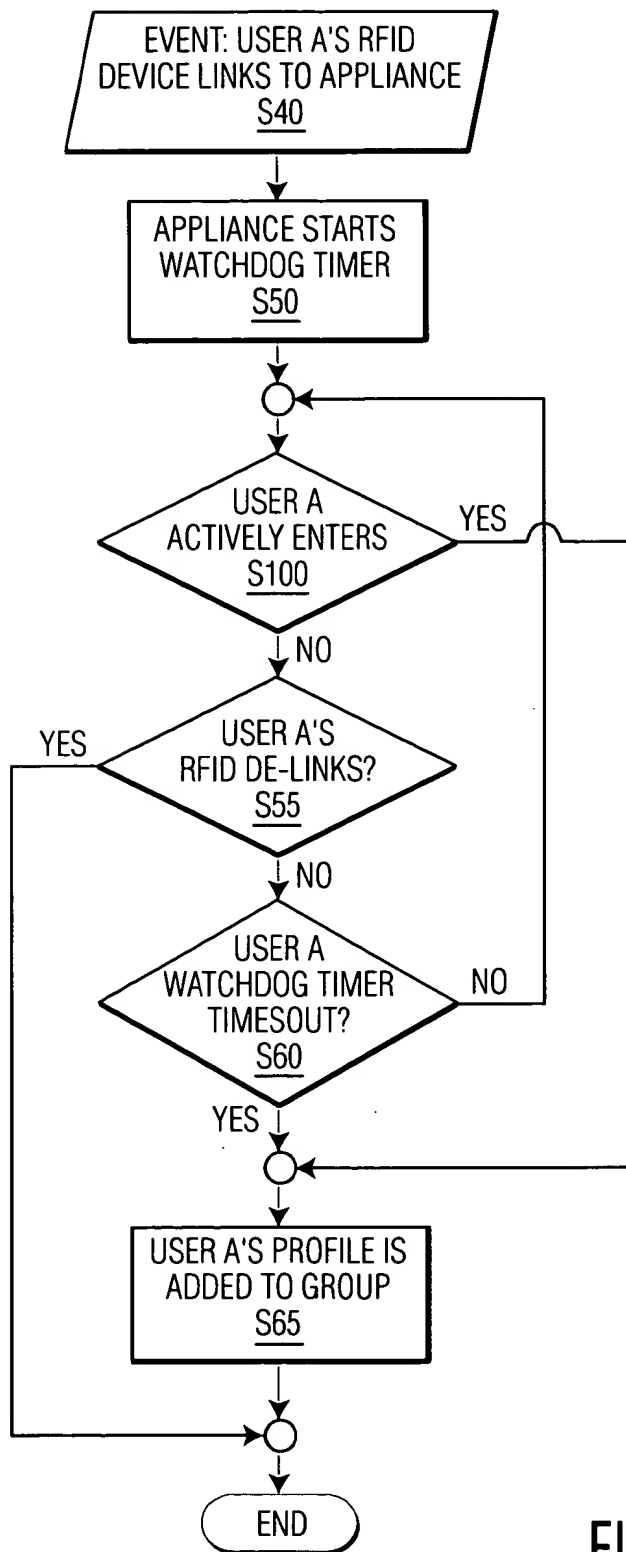 EVENT: USER A'S RFID
DEVICE LINKS TO APPLIANCE
S40
APPLIANCE STARTS
WATCHDOG TIMER
S50
USER A
ACTIVELY ENTERS
S100
YES
NO
YES
USER A'S
RFID DE-LINKS?
S55
NO
USER A
WATCHDOG TIMER
TIMESOUT?
S60
NO
YES
USER A'S PROFILE IS
ADDED TO GROUP
S65
END